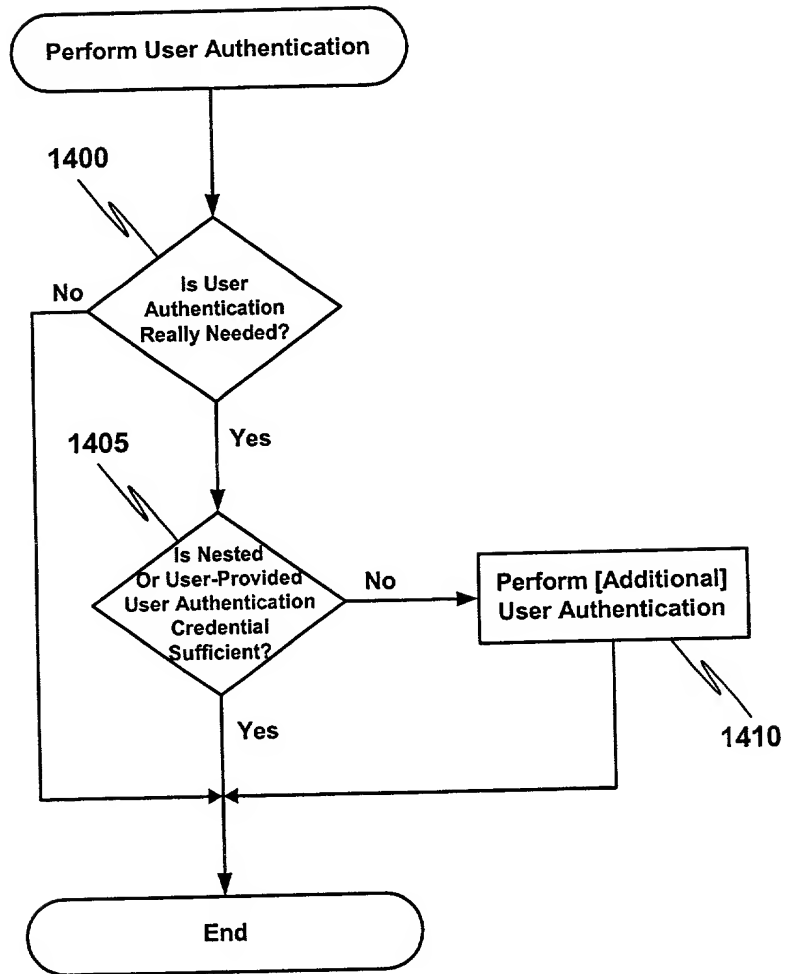 Perform User Authentication
1400
No
Is User
Authentication
Really Needed?
Yes
1405
Is Nested
Or User-Provided
User Authentication
Credential
Sufficient?
No
Perform [Additional]
User Authentication
Yes
1410
End